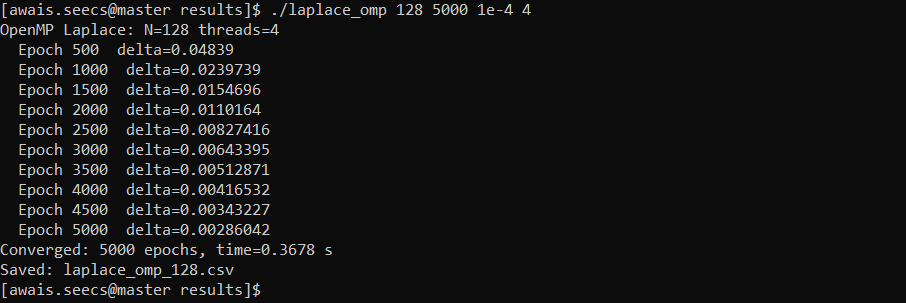 [awais.seecs@master results]$ ./laplace_omp 128 5000 1e-4 4
OpenMP Laplace: N=128 threads=4
  Epoch 500  delta=0.04839
  Epoch 1000  delta=0.0239739
  Epoch 1500  delta=0.0154696
  Epoch 2000  delta=0.0110164
  Epoch 2500  delta=0.00827416
  Epoch 3000  delta=0.00643395
  Epoch 3500  delta=0.00512871
  Epoch 4000  delta=0.00416532
  Epoch 4500  delta=0.00343227
  Epoch 5000  delta=0.00286042
Converged: 5000 epochs, time=0.3678 s
Saved: laplace_omp_128.csv
[awais.seecs@master results]$